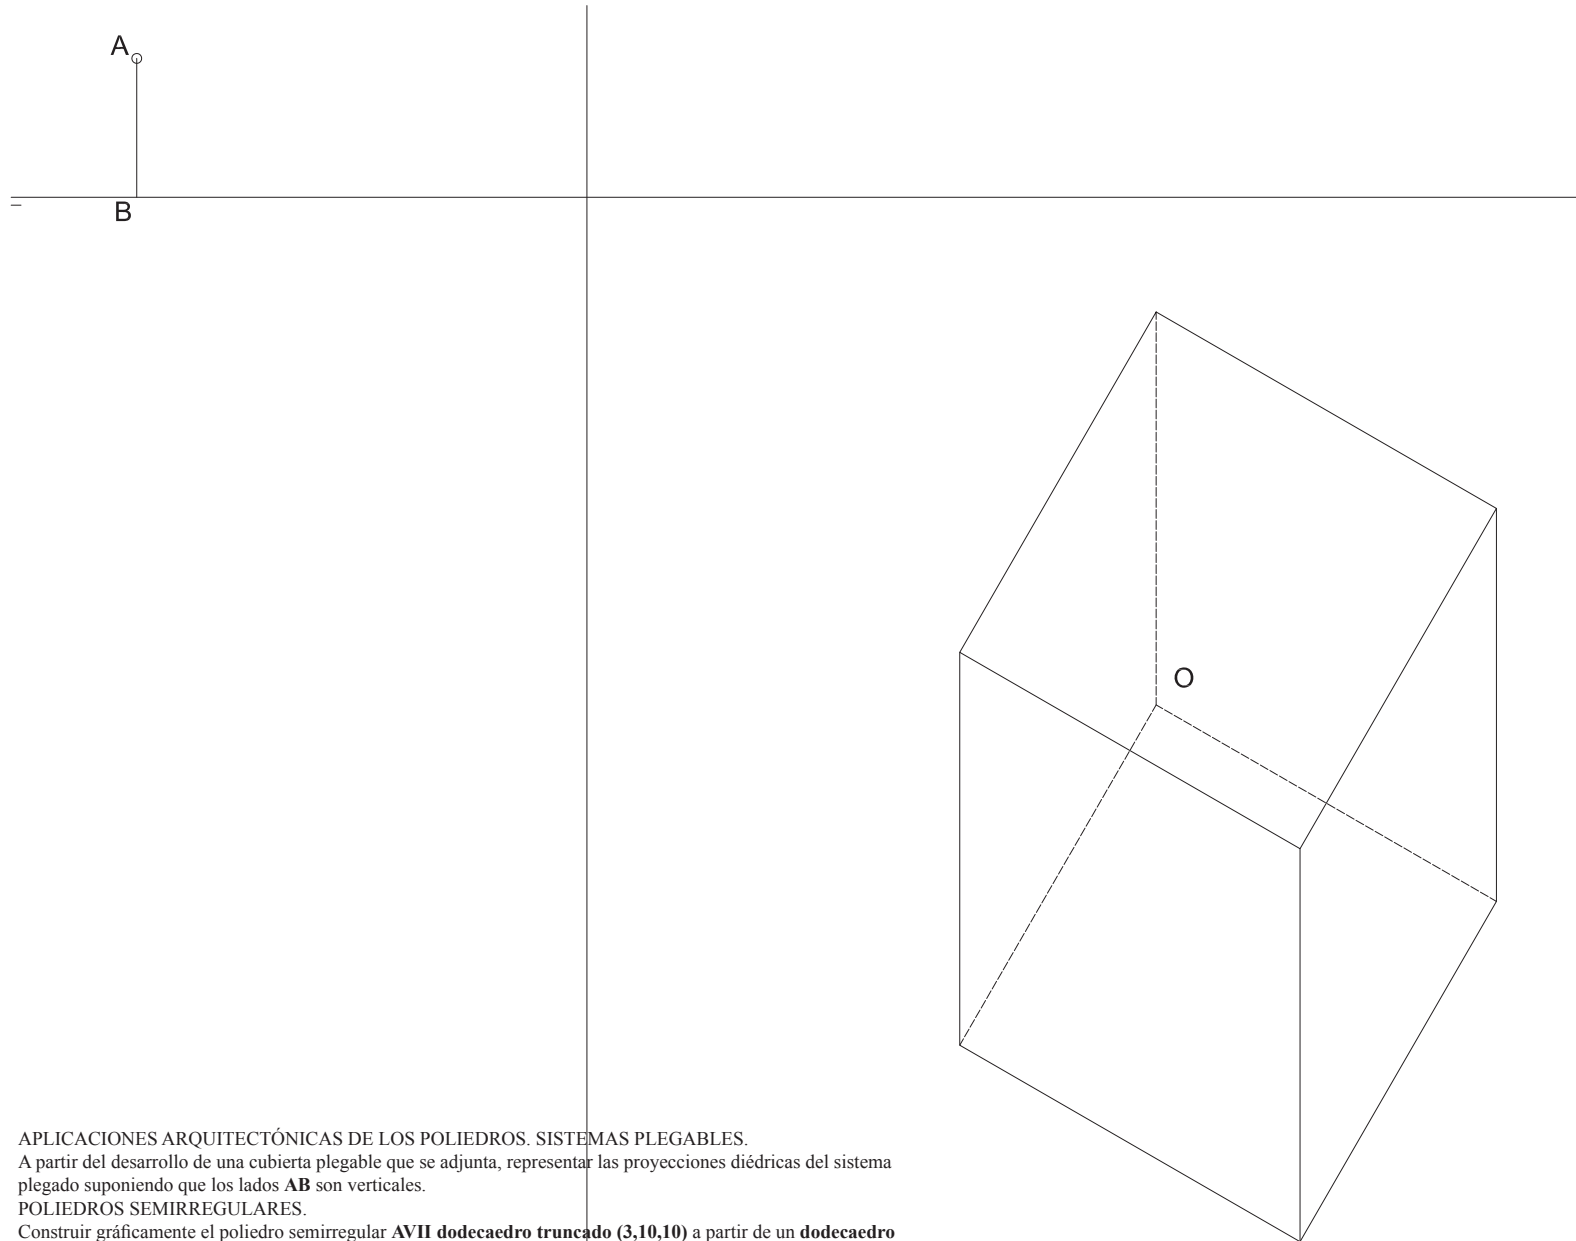 A
B
O
APLICACIONES ARQUITECTÓNICAS DE LOS POLIEDROS. SISTEMAS PLEGABLES.
A partir del desarrollo de una cubierta plegable que se adjunta, representar las proyecciones diédricas del sistema
plegado suponiendo que los lados AB son verticales.
POLIEDROS SEMIRREGULARES.
Construir gráficamente el poliedro semirregular AVII dodecaedro truncado (3,10,10) a partir de un dodecaedro